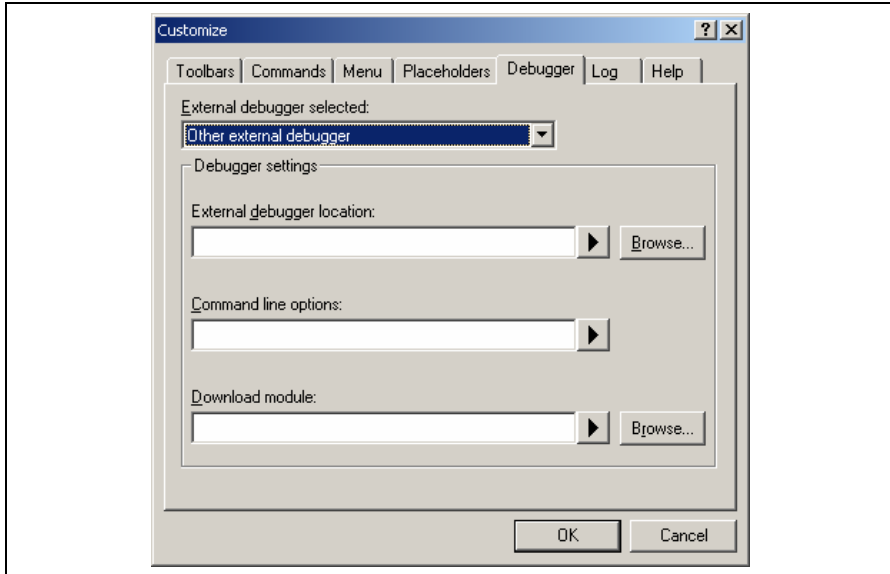 Customize
Toolbars Commands Menu Placeholders Debugger Log Help
External debugger selected:
Other external debugger
Debugger settings
External debugger location:
Browse...
Command line options:
Download module:
Browse...
OK Cancel